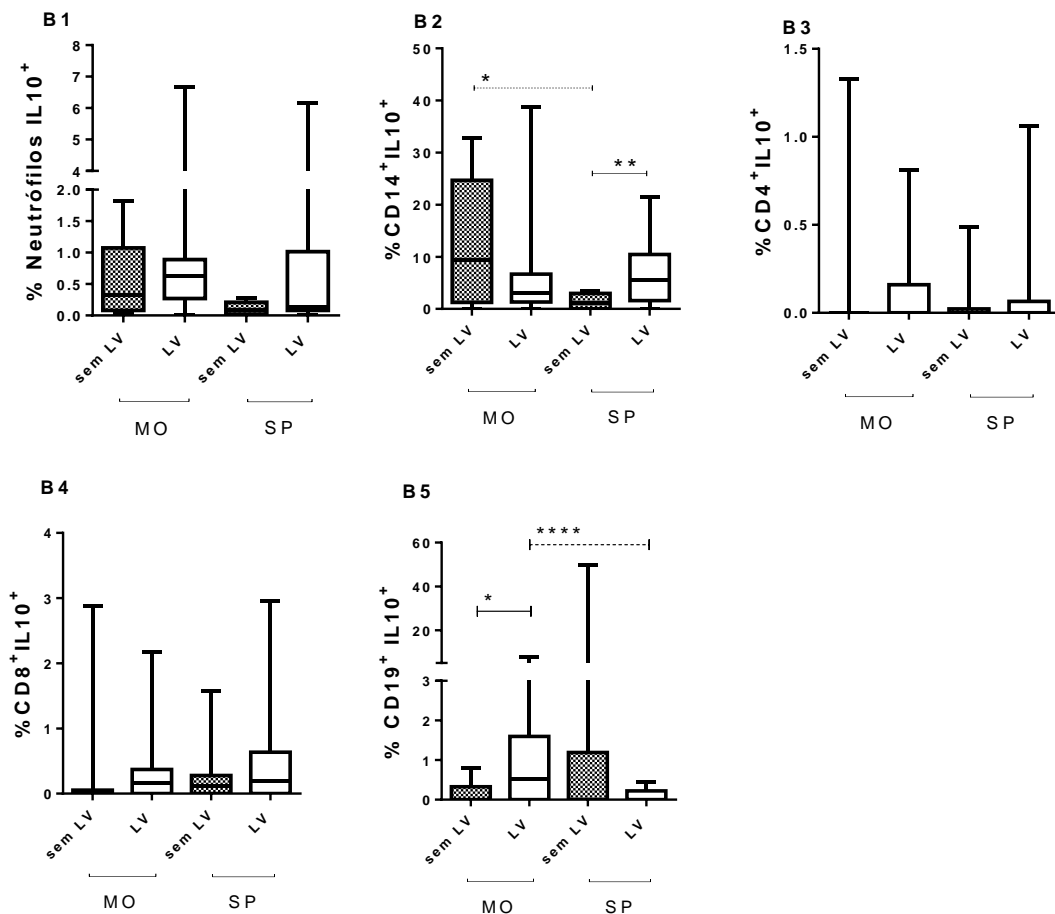 B1
% Neutrófilos IL10+
8
7
6
5
4
2.0
1.5
1.0
0.5
0.0
sem LV
LV
sem LV
LV
MO
SP
B2
%CD14+IL10+
50
40
30
20
10
0
*
**
sem LV
LV
sem LV
LV
MO
SP
B3
%CD4+IL10+
1.5
1.0
0.5
0.0
sem LV
LV
sem LV
LV
MO
SP
B4
%CD8+IL10+
4
3
2
1
0
sem LV
LV
sem LV
LV
MO
SP
B5
% CD19+ IL10+
60
40
20
3
2
1
0
*
****
sem LV
LV
sem LV
LV
MO
SP